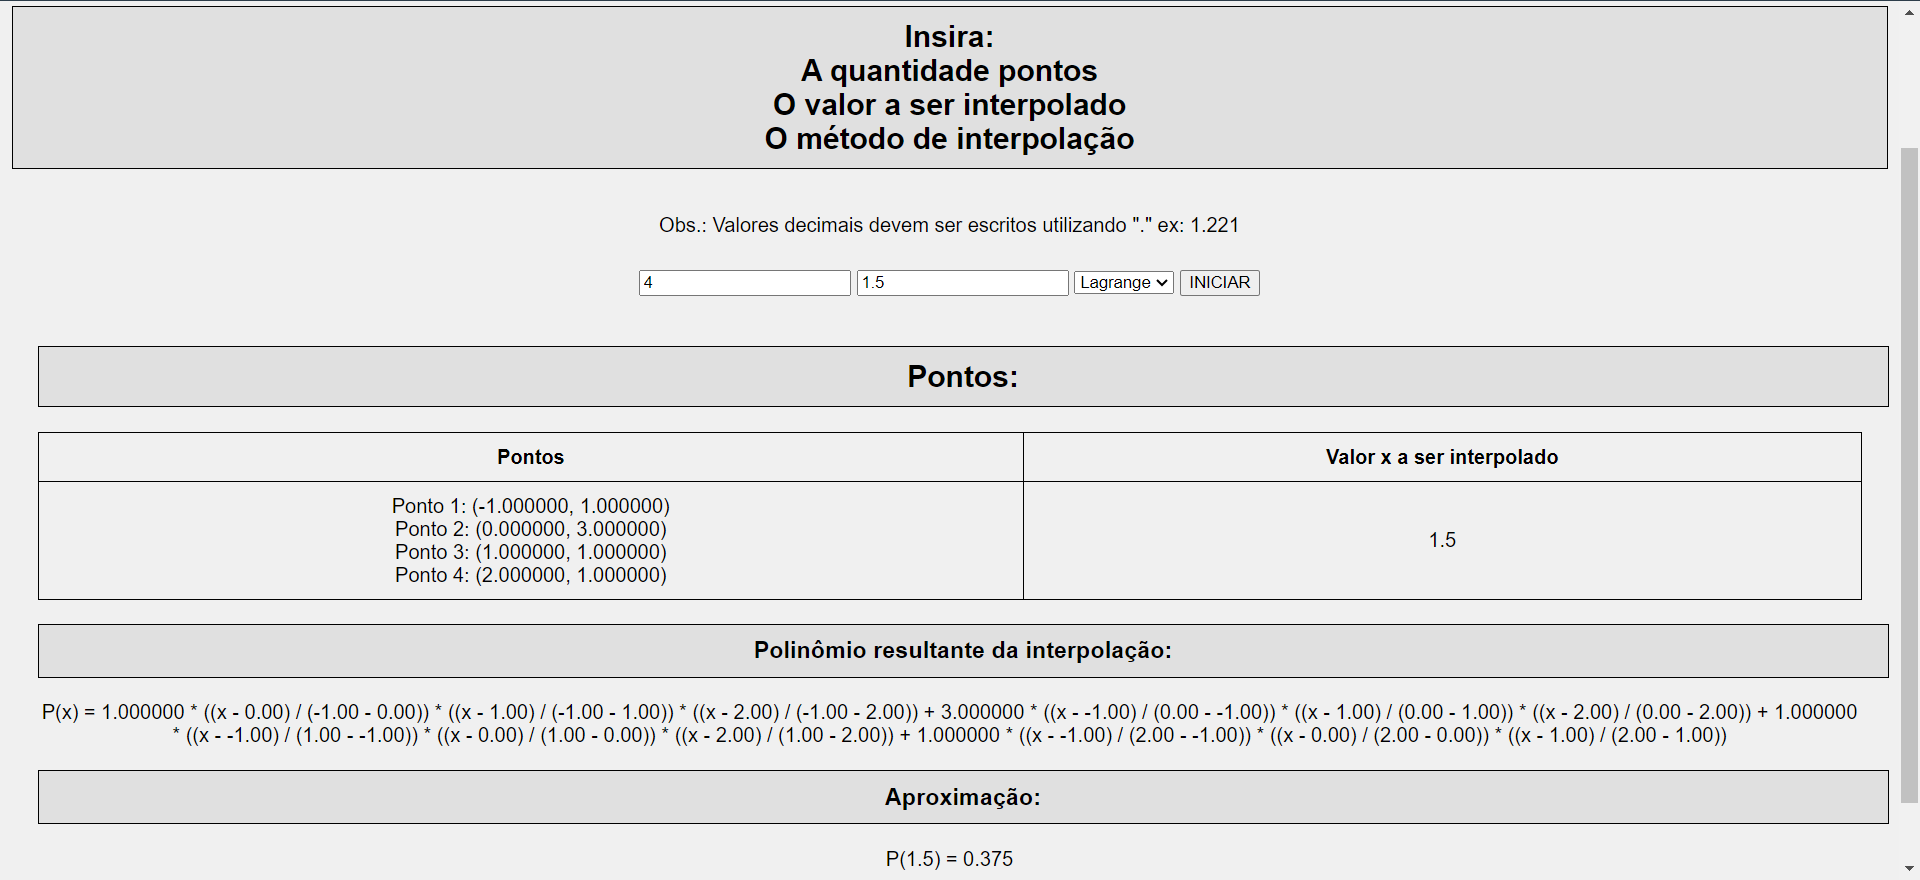 Insira:
A quantidade pontos
O valor a ser interpolado
O método de interpolação
Obs.: Valores decimais devem ser escritos utilizando "." ex: 1.221
4 1.5 Lagrange INICIAR
Pontos:
Pontos Valor x a ser interpolado
Ponto 1: (-1.000000, 1.000000)
Ponto 2: (0.000000, 3.000000)
1.5
Ponto 3: (1.000000, 1.000000)
Ponto 4: (2.000000, 1.000000)
Polinômio resultante da interpolação:
P(x) = 1.000000 * ((x - 0.00) / (-1.00 - 0.00)) * ((x - 1.00) / (-1.00 - 1.00)) * ((x - 2.00) / (-1.00 - 2.00)) + 3.000000 * ((x - -1.00) / (0.00 - -1.00)) * ((x - 1.00) / (0.00 - 1.00)) * ((x - 2.00) / (0.00 - 2.00)) + 1.000000
* ((x - -1.00) / (1.00 - -1.00)) * ((x - 0.00) / (1.00 - 0.00)) * ((x - 2.00) / (1.00 - 2.00)) + 1.000000 * ((x - -1.00) / (2.00 - -1.00)) * ((x - 0.00) / (2.00 - 0.00)) * ((x - 1.00) / (2.00 - 1.00))
Aproximação:
P(1.5) = 0.375